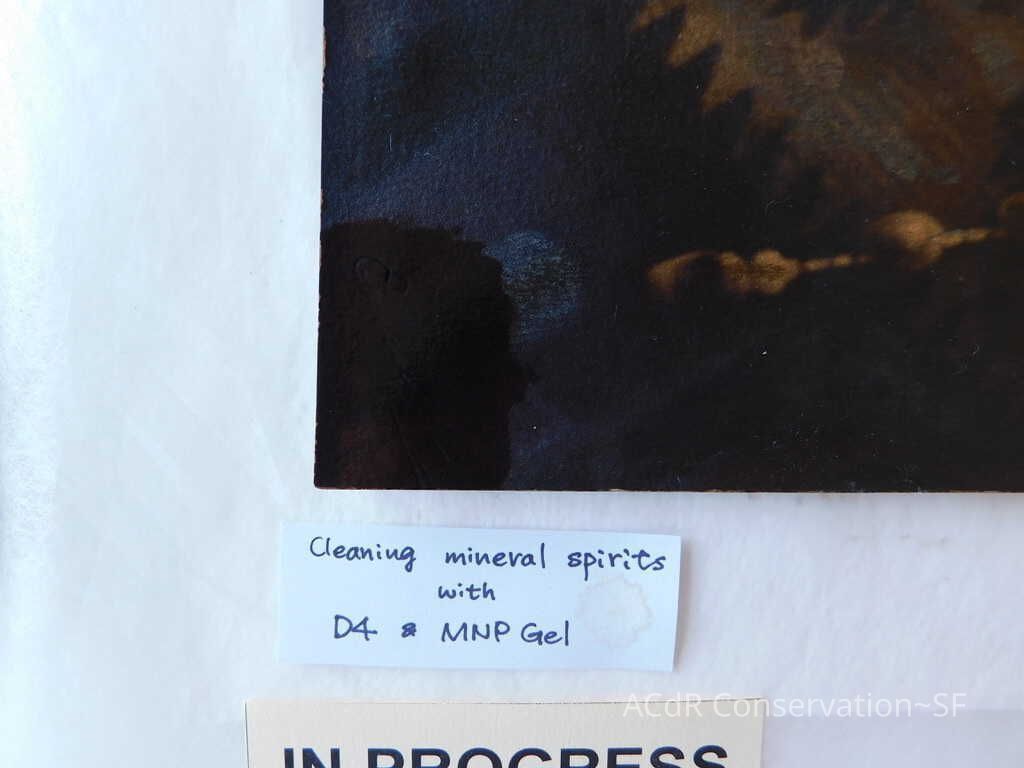 Cleaning mineral spirits
with
D4 & MNP Gel
ACdR Conservation~SF
IN PROGRESS